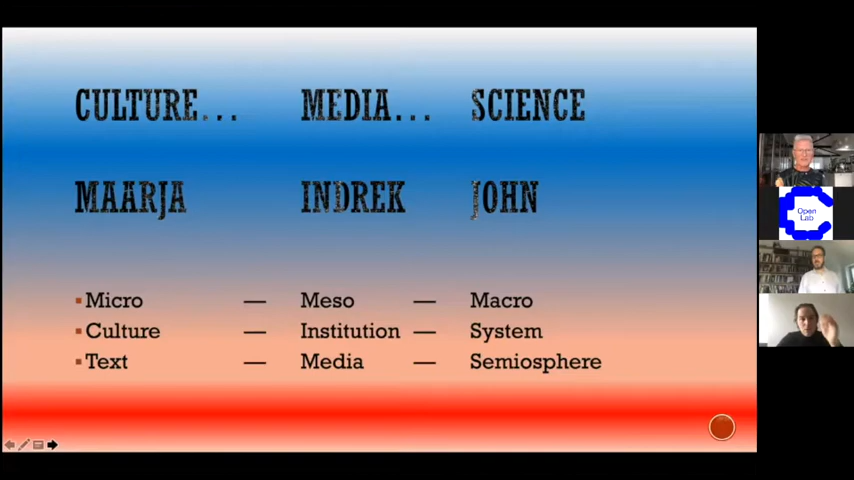 CULTURE... MEDIA... SCIENCE
MAARJA INDREK JOHN
▪ Micro — Meso — Macro
▪ Culture — Institution — System
▪ Text — Media — Semiosphere
Open
Lab